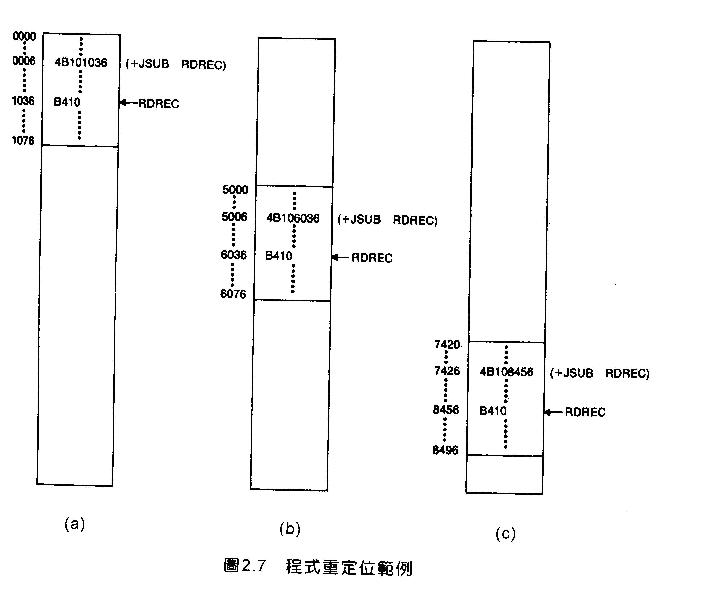 0000
0006 4B101036 (+JSUB RDREC)
1036 B410 RDREC
1076
(a)
5000
5006 4B106036 (+JSUB RDREC)
6036 B410 RDREC
6076
(b)
7420
7426 4B108456 (+JSUB RDREC)
8456 B410 RDREC
8496
(c)
圖2.7 程式重定位範例